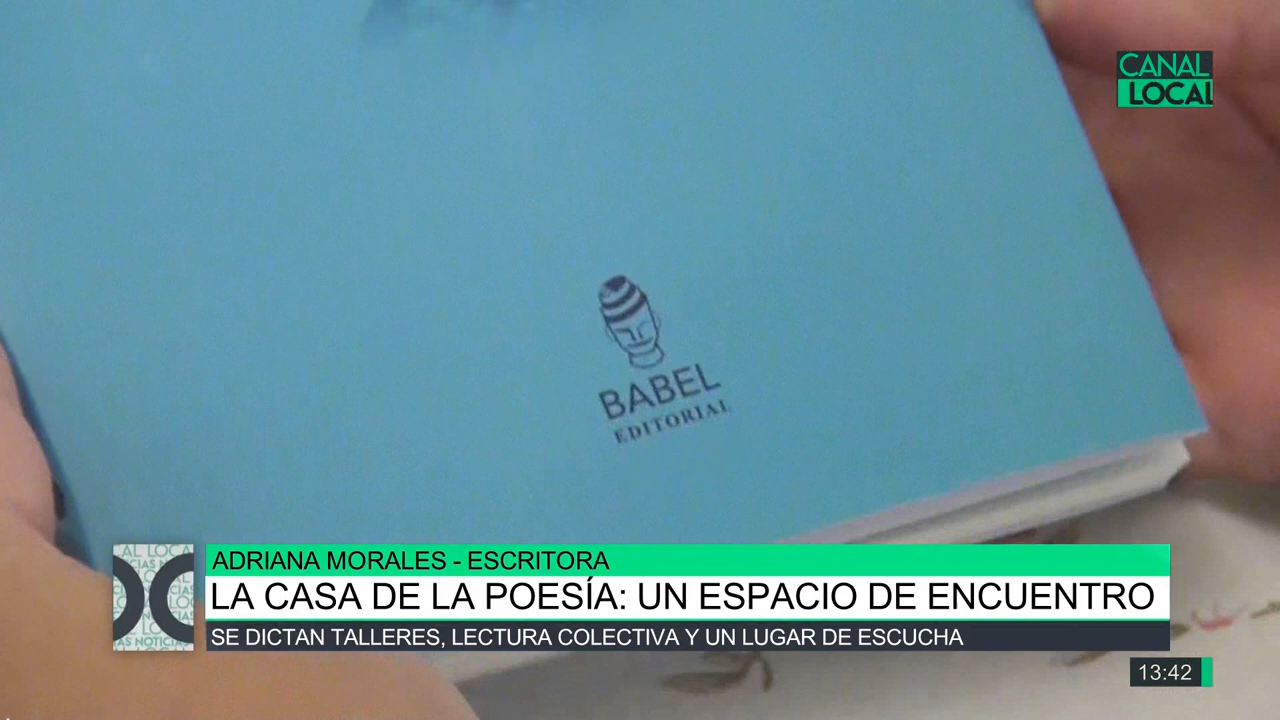 CANAL
LOCAL
BABEL
EDITORIAL
ADRIANA MORALES - ESCRITORA
LA CASA DE LA POESÍA: UN ESPACIO DE ENCUENTRO
SE DICTAN TALLERES, LECTURA COLECTIVA Y UN LUGAR DE ESCUCHA
13:42